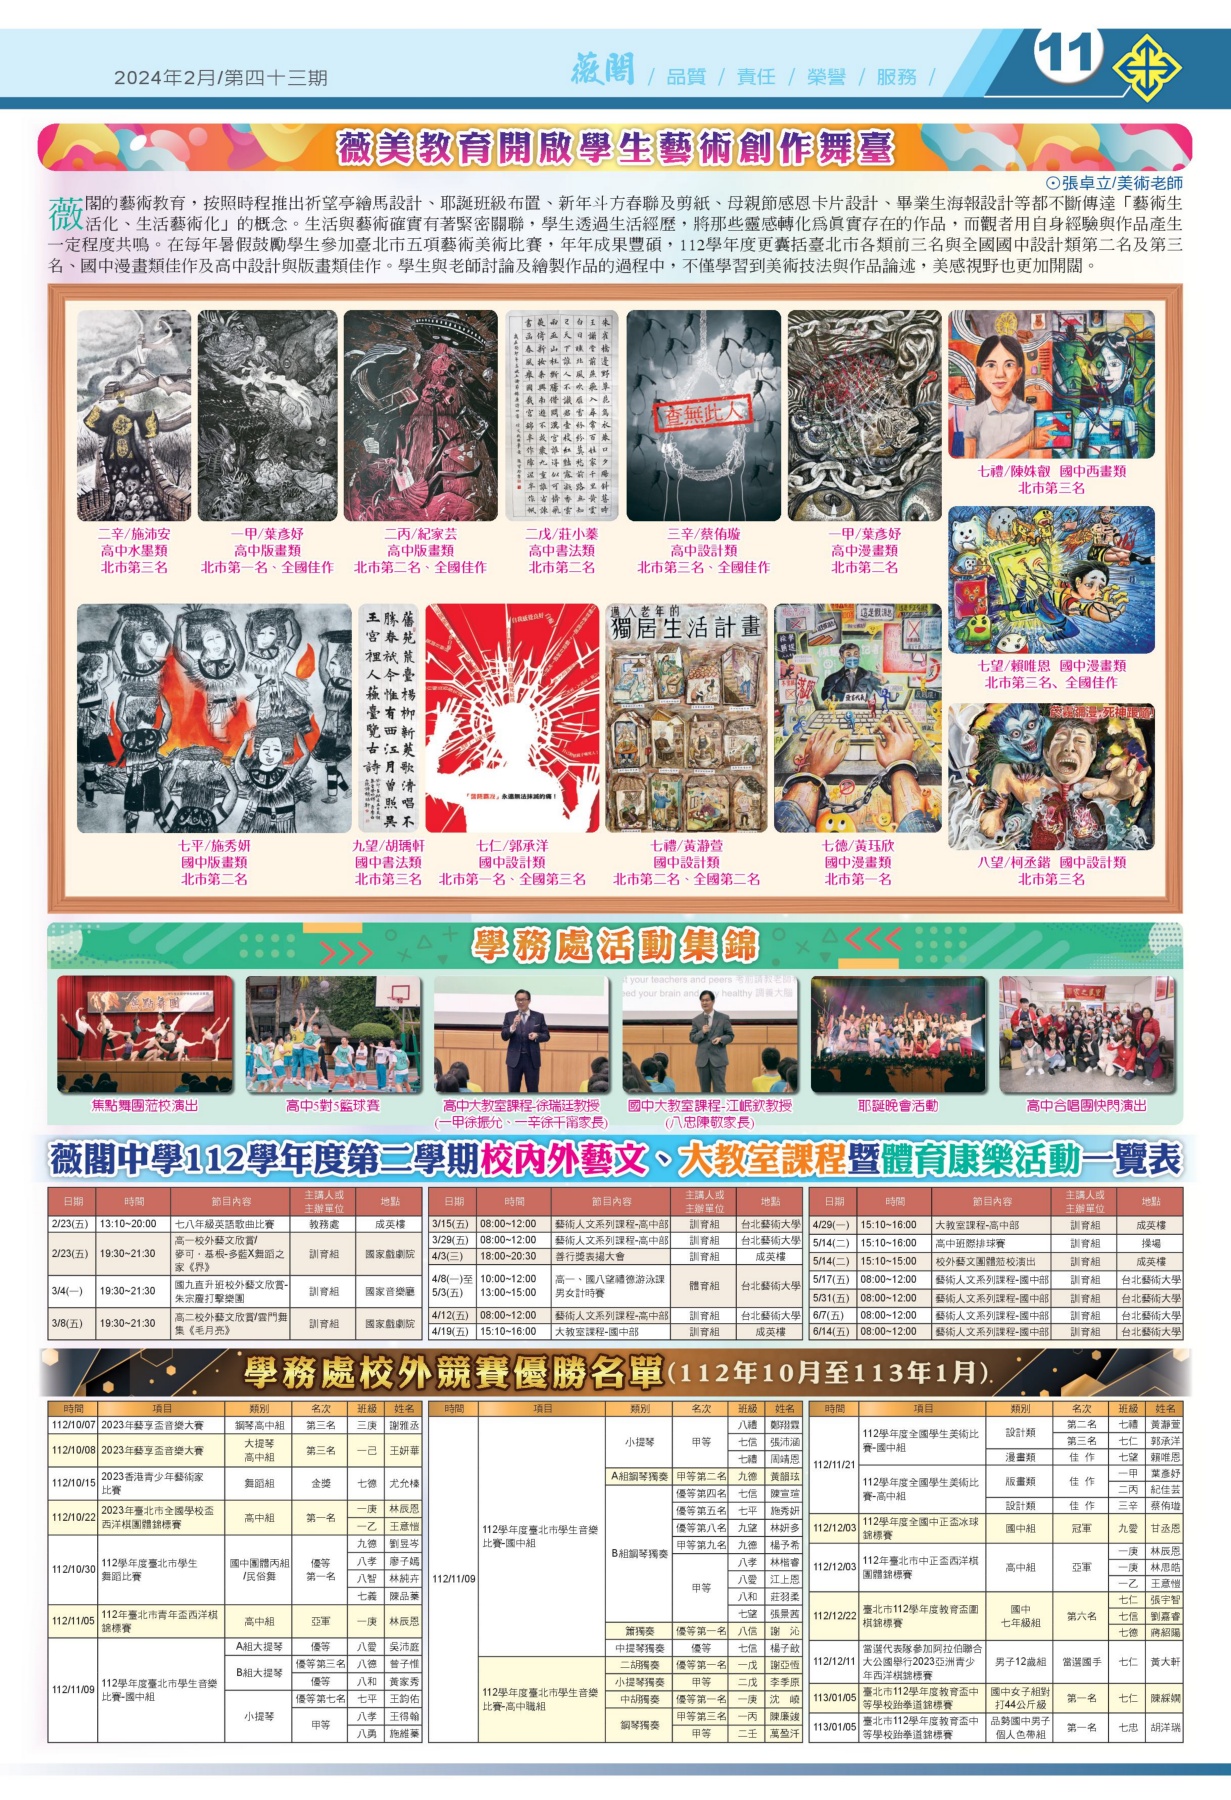 2024年2月/第四十三期
薇閣 / 品質 / 責任 / 榮譽 / 服務 /
11
薇美教育開啟學生藝術創作舞臺
⊙張卓立/美術老師
薇閣的藝術教育，按照時程推出祈望亭繪馬設計、耶誕班級布置、新年斗方春聯及剪紙、母親節感恩卡片設計、畢業生海報設計等都不斷傳達「藝術生
活化、生活藝術化」的概念。生活與藝術確實有著緊密關聯，學生透過生活經歷，將那些靈感轉化爲眞實存在的作品，而觀者用自身經驗與作品產生
一定程度共鳴。在每年暑假鼓勵學生參加臺北市五項藝術美術比賽，年年成果豐碩，112學年度更囊括臺北市各類前三名與全國國中設計類第二名及第三
名、國中漫畫類佳作及高中設計與版畫類佳作。學生與老師討論及繪製作品的過程中，不僅學習到美術技法與作品論述，美感視野也更加開闊。
查無此人
二辛/施沛安
高中水墨類
北市第三名
一甲/葉彥妤
高中版畫類
北市第一名、全國佳作
二丙/紀家芸
高中版畫類
北市第二名、全國佳作
二戊/莊小蓁
高中書法類
北市第二名
三辛/蔡侑璇
高中設計類
北市第三名、全國佳作
一甲/葉彥妤
高中漫畫類
北市第二名
七禮/陳姝叡 國中西畫類
北市第三名
七望/賴唯恩 國中漫畫類
北市第三名、全國佳作
邁入老年的
獨居生活計畫
永遠無法抹滅的痛！
七平/施秀妍
國中版畫類
北市第二名
九望/胡瑀軒
國中書法類
北市第三名
七仁/郭承洋
國中設計類
北市第一名、全國第三名
七禮/黃瀞萱
國中設計類
北市第二名、全國第二名
七德/黃玨欣
國中漫畫類
北市第一名
八望/柯丞鍇 國中設計類
北市第三名
學務處活動集錦
焦點舞團蒞校演出
高中5對5籃球賽
高中大教室課程-徐瑞廷教授
(一甲徐振允、一辛徐千甯家長)
國中大教室課程-江岷欽教授
(八忠陳敬家長)
耶誕晚會活動
高中合唱團快閃演出
薇閣中學112學年度第二學期校內外藝文、大教室課程暨體育康樂活動一覽表
日期 時間 節目內容 主講人或主辦單位 地點
2/23(五) 13:10~20:00 七八年級英語歌曲比賽 教務處 成英樓
2/23(五) 19:30~21:30 高一校外藝文欣賞/麥可．基根-多藍X舞蹈之家《界》 訓育組 國家戲劇院
3/4(一) 19:30~21:30 國九直升班校外藝文欣賞-朱宗慶打擊樂團 訓育組 國家音樂廳
3/8(五) 19:30~21:30 高二校外藝文欣賞/雲門舞集《毛月亮》 訓育組 國家戲劇院
日期 時間 節目內容 主講人或主辦單位 地點
3/15(五) 08:00~12:00 藝術人文系列課程-高中部 訓育組 台北藝術大學
3/29(五) 08:00~12:00 藝術人文系列課程-高中部 訓育組 台北藝術大學
4/3(三) 18:00~20:30 善行獎表揚大會 訓育組 成英樓
4/8(一)至5/3(五) 10:00~12:00 13:00~15:00 高一、國八望禮德游泳課男女計時賽 體育組 台北藝術大學
4/12(五) 08:00~12:00 藝術人文系列課程-高中部 訓育組 台北藝術大學
4/19(五) 15:10~16:00 大教室課程-國中部 訓育組 成英樓
日期 時間 節目內容 主講人或主辦單位 地點
4/29(一) 15:10~16:00 大教室課程-高中部 訓育組 成英樓
5/14(二) 15:10~16:00 高中班際排球賽 訓育組 操場
5/14(二) 15:10~15:00 校外藝文團體蒞校演出 訓育組 成英樓
5/17(五) 08:00~12:00 藝術人文系列課程-國中部 訓育組 台北藝術大學
5/31(五) 08:00~12:00 藝術人文系列課程-國中部 訓育組 台北藝術大學
6/7(五) 08:00~12:00 藝術人文系列課程-國中部 訓育組 台北藝術大學
6/14(五) 08:00~12:00 藝術人文系列課程-國中部 訓育組 台北藝術大學
學務處校外競賽優勝名單(112年10月至113年1月).
時間 項目 類別 名次 班級 姓名
112/10/07 2023年藝享盃音樂大賽 鋼琴高中組 第三名 三庚 謝雅丞
112/10/08 2023年藝享盃音樂大賽 大提琴高中組 第三名 一己 王妍華
112/10/15 2023香港青少年藝術家比賽 舞蹈組 金獎 七德 尤允榛
112/10/22 2023年臺北市全國學校盃西洋棋團體錦標賽 高中組 第一名 一庚 林辰恩
一乙 王意愷
112/10/30 112學年度臺北市學生舞蹈比賽 國中團體丙組/民俗舞 優等第一名 九德 劉昱岑
八孝 廖子嫣
八智 林純卉
七義 陳品蓁
112/11/05 112年臺北市青年盃西洋棋錦標賽 高中組 亞軍 一庚 林辰恩
112/11/09 112學年度臺北市學生音樂比賽-國中組 A組大提琴 優等 八愛 吳沛庭
B組大提琴 優等第三名 八德 曾子惟
優等 八和 黃家秀
小提琴 優等第七名 七平 王鈞佑
甲等 八孝 王得翰
八勇 施維蓁
時間 項目 類別 名次 班級 姓名
112/11/09 112學年度臺北市學生音樂比賽-國中組 小提琴 甲等 八禮 鄭翔霖
七信 張沛涵
七禮 周靖恩
A組鋼琴獨奏 甲等第二名 九德 黃韻玹
B組鋼琴獨奏 優等第四名 七信 陳宣瑄
優等第五名 七平 施秀妍
優等第八名 九望 林妍多
甲等第九名 九德 楊予希
甲等 八孝 林楷睿
八愛 江上恩
八和 莊羽柔
七望 張景茜
簫獨奏 優等第一名 八信 謝 沁
中提琴獨奏 優等 七信 楊子歆
112學年度臺北市學生音樂比賽-高中職組 二胡獨奏 優等第一名 一戊 謝亞恆
小提琴獨奏 甲等 二戊 李季原
中胡獨奏 優等第一名 一庚 沈 崚
鋼琴獨奏 甲等第三名 一丙 陳廉竣
甲等 二壬 萬盈汘
時間 項目 類別 名次 班級 姓名
112/11/21 112學年度全國學生美術比賽-國中組 設計類 第二名 七禮 黃瀞萱
第三名 七仁 郭承洋
漫畫類 佳 作 七望 賴唯恩
112學年度全國學生美術比賽-高中組 版畫類 佳 作 一甲 葉彥妤
二丙 紀佳芸
設計類 佳 作 三辛 蔡侑璇
112/12/03 112學年度全國中正盃冰球錦標賽 國中組 冠軍 九愛 甘丞恩
112/12/03 112年臺北市中正盃西洋棋團體錦標賽 高中組 亞軍 一庚 林辰恩
一庚 林思皓
一乙 王意愷
112/12/22 臺北市112學年度教育盃圍棋錦標賽 國中七年級組 第六名 七仁 張宇智
七信 劉嘉睿
七德 蔣紹陽
112/12/11 當選代表隊參加阿拉伯聯合大公國舉行2023亞洲青少年西洋棋錦標賽 男子12歲組 當選國手 七仁 黃大軒
113/01/05 臺北市112學年度教育盃中等學校跆拳道錦標賽 國中女子組對打44公斤級 第一名 七仁 陳綵嫻
113/01/05 臺北市112學年度教育盃中等學校跆拳道錦標賽 品勢國中男子個人色帶組 第一名 七忠 胡洋瑞